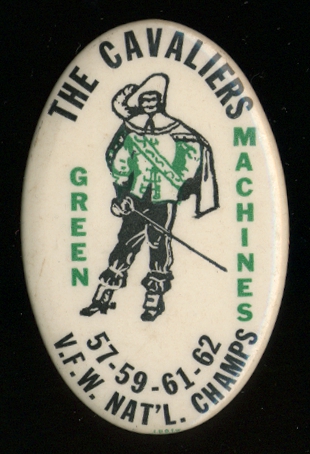 THE CAVALIERS
GREEN
MACHINES
57-59-61-62
V.F.W. NAT'L. CHAMPS